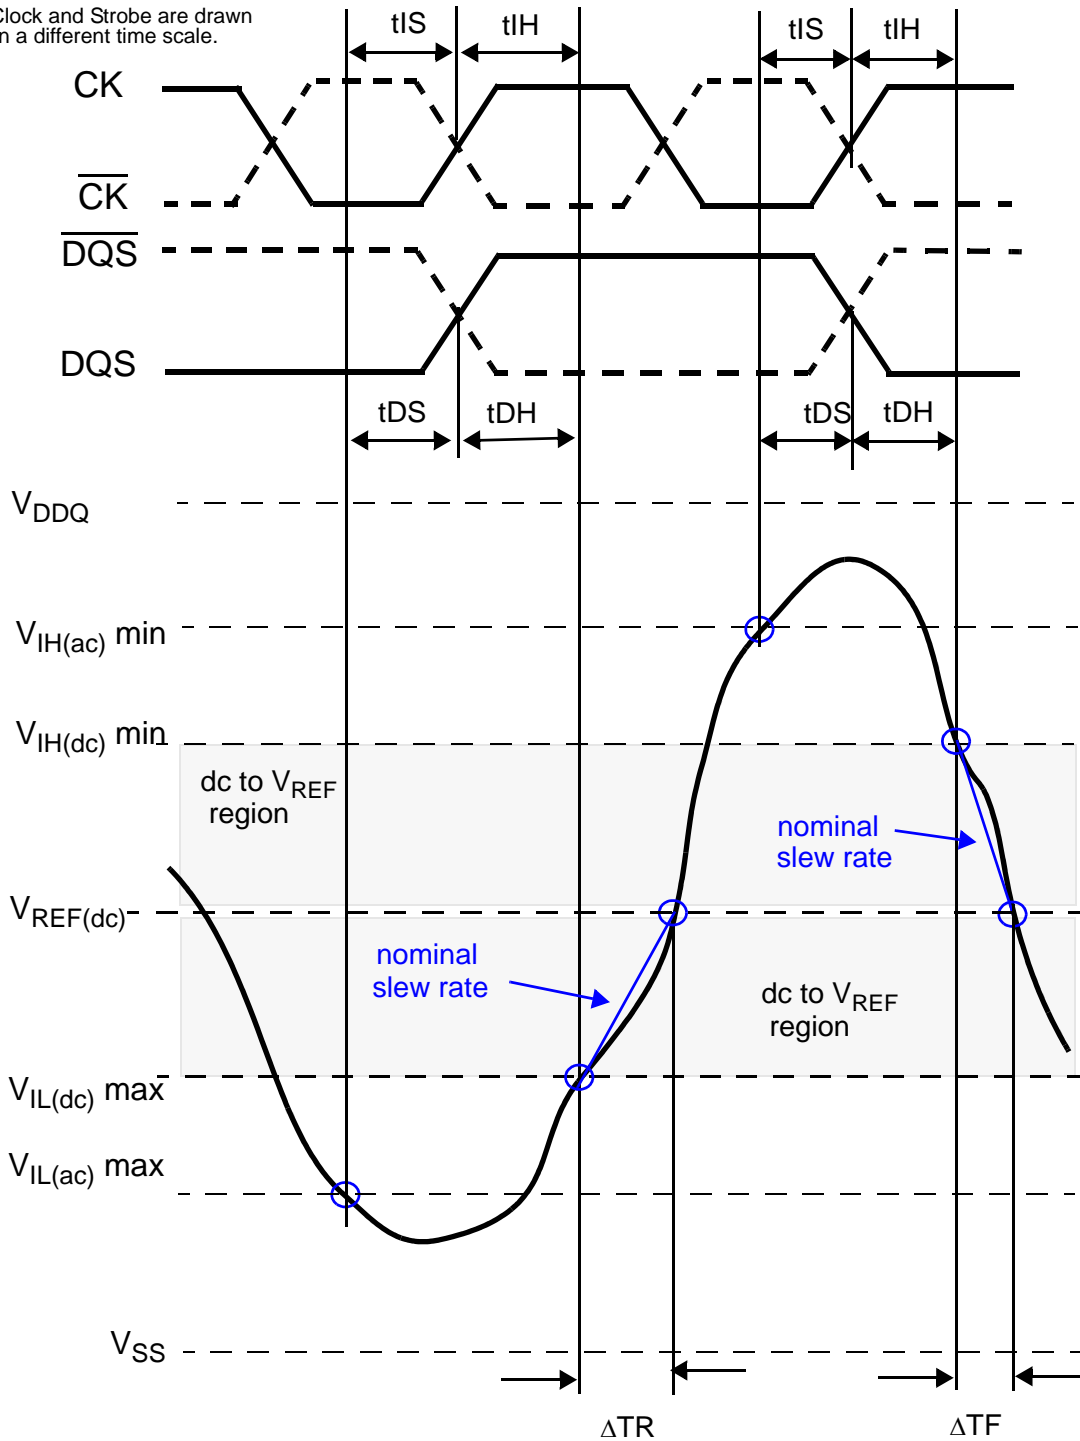 Clock and Strobe are drawn
n a different time scale.
tIS
tIH
tIS
tIH
CK
CK
DQS
DQS
tDS
tDH
tDS
tDH
VDDQ
VIH(ac) min
VIH(dc) min
dc to VREF
region
nominal
slew rate
VREF(dc)
nominal
slew rate
dc to VREF
region
VIL(dc) max
VIL(ac) max
VSS
ΔTR
ΔTF